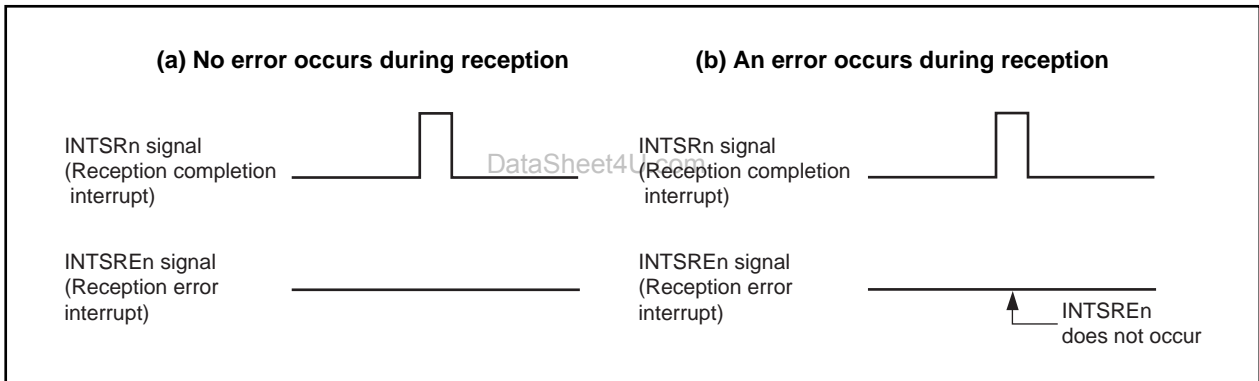 (a) No error occurs during reception
INTSRn signal
(Reception completion
interrupt)
INTSREn signal
(Reception error
interrupt)
(b) An error occurs during reception
INTSRn signal
(Reception completion
interrupt)
INTSREn signal
(Reception error
interrupt)
INTSREn
does not occur
DataSheet4U.com